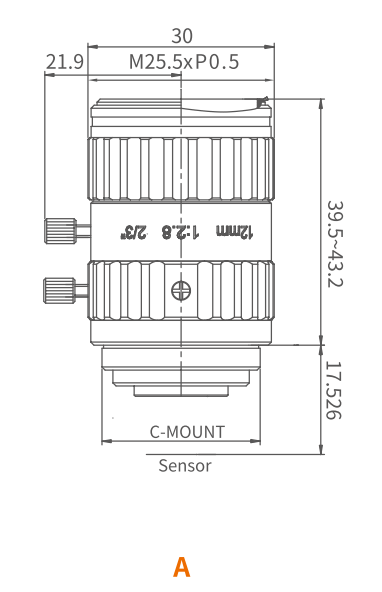 30
21.9
M25.5xP0.5
39.5~43.2
12mm 1:2.8 2/3"
17.526
C-MOUNT
Sensor
A